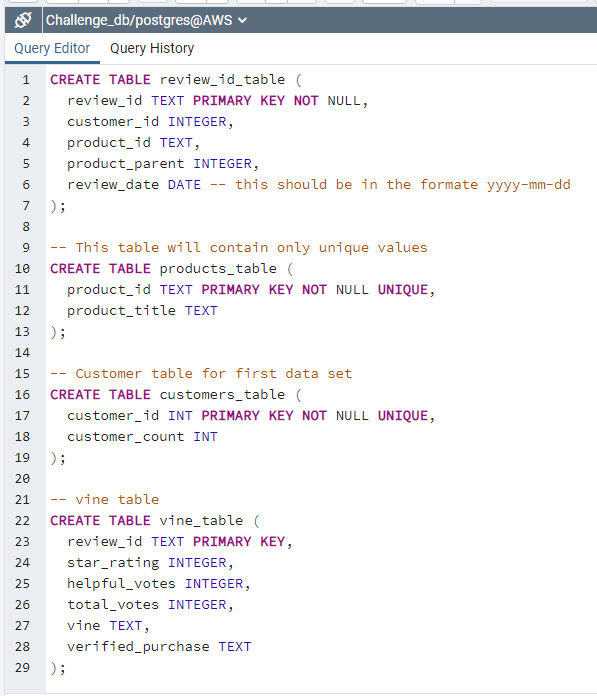 Challenge_db/postgres@AWS
Query Editor Query History
1 CREATE TABLE review_id_table (
2   review_id TEXT PRIMARY KEY NOT NULL,
3   customer_id INTEGER,
4   product_id TEXT,
5   product_parent INTEGER,
6   review_date DATE -- this should be in the formate yyyy-mm-dd
7 );
8
9 -- This table will contain only unique values
10 CREATE TABLE products_table (
11   product_id TEXT PRIMARY KEY NOT NULL UNIQUE,
12   product_title TEXT
13 );
14
15 -- Customer table for first data set
16 CREATE TABLE customers_table (
17   customer_id INT PRIMARY KEY NOT NULL UNIQUE,
18   customer_count INT
19 );
20
21 -- vine table
22 CREATE TABLE vine_table (
23   review_id TEXT PRIMARY KEY,
24   star_rating INTEGER,
25   helpful_votes INTEGER,
26   total_votes INTEGER,
27   vine TEXT,
28   verified_purchase TEXT
29 );